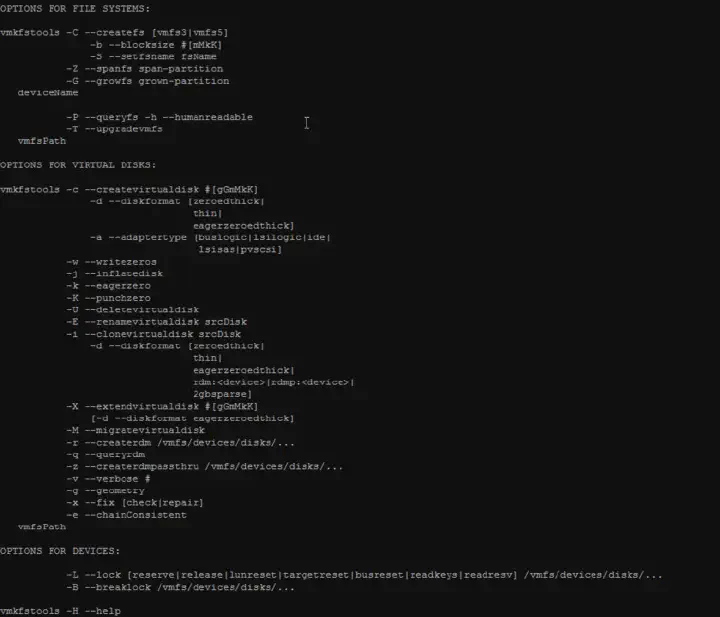 OPTIONS FOR FILE SYSTEMS:
vmkfstools -C --createfs [vmfs3|vmfs5]
-b --blocksize #[mMkK]
-S --setfsname fsName
-Z --spanfs span-partition
-G --growfs grown-partition
deviceName
-P --queryfs -h --humanreadable
-T --upgradevmfs
vmfsPath
OPTIONS FOR VIRTUAL DISKS:
vmkfstools -c --createvirtualdisk #[gGmMkK]
-d --diskformat [zeroedthick|
thin|
eagerzeroedthick]
-a --adaptertype [buslogic|lsilogic|ide|
lsisas|pvscsi]
-w --writezeros
-j --inflatedisk
-k --eagerzero
-K --punchzero
-U --deletevirtualdisk
-E --renamevirtualdisk srcDisk
-i --clonevirtualdisk srcDisk
-d --diskformat [zeroedthick|
thin|
eagerzeroedthick|
rdm:<device>|rdmp:<device>|
2gbsparse]
-X --extendvirtualdisk #[gGmMkK]
[-d --diskformat eagerzeroedthick]
-M --migratevirtualdisk
-r --createrdm /vmfs/devices/disks/...
-q --queryrdm
-z --createrdmpassthru /vmfs/devices/disks/...
-v --verbose #
-g --geometry
-x --fix [check|repair]
-e --chainConsistent
vmfsPath
OPTIONS FOR DEVICES:
-L --lock [reserve|release|lunreset|targetreset|busreset|readkeys|readresv] /vmfs/devices/disks/...
-B --breaklock /vmfs/devices/disks/...
vmkfstools -H --help